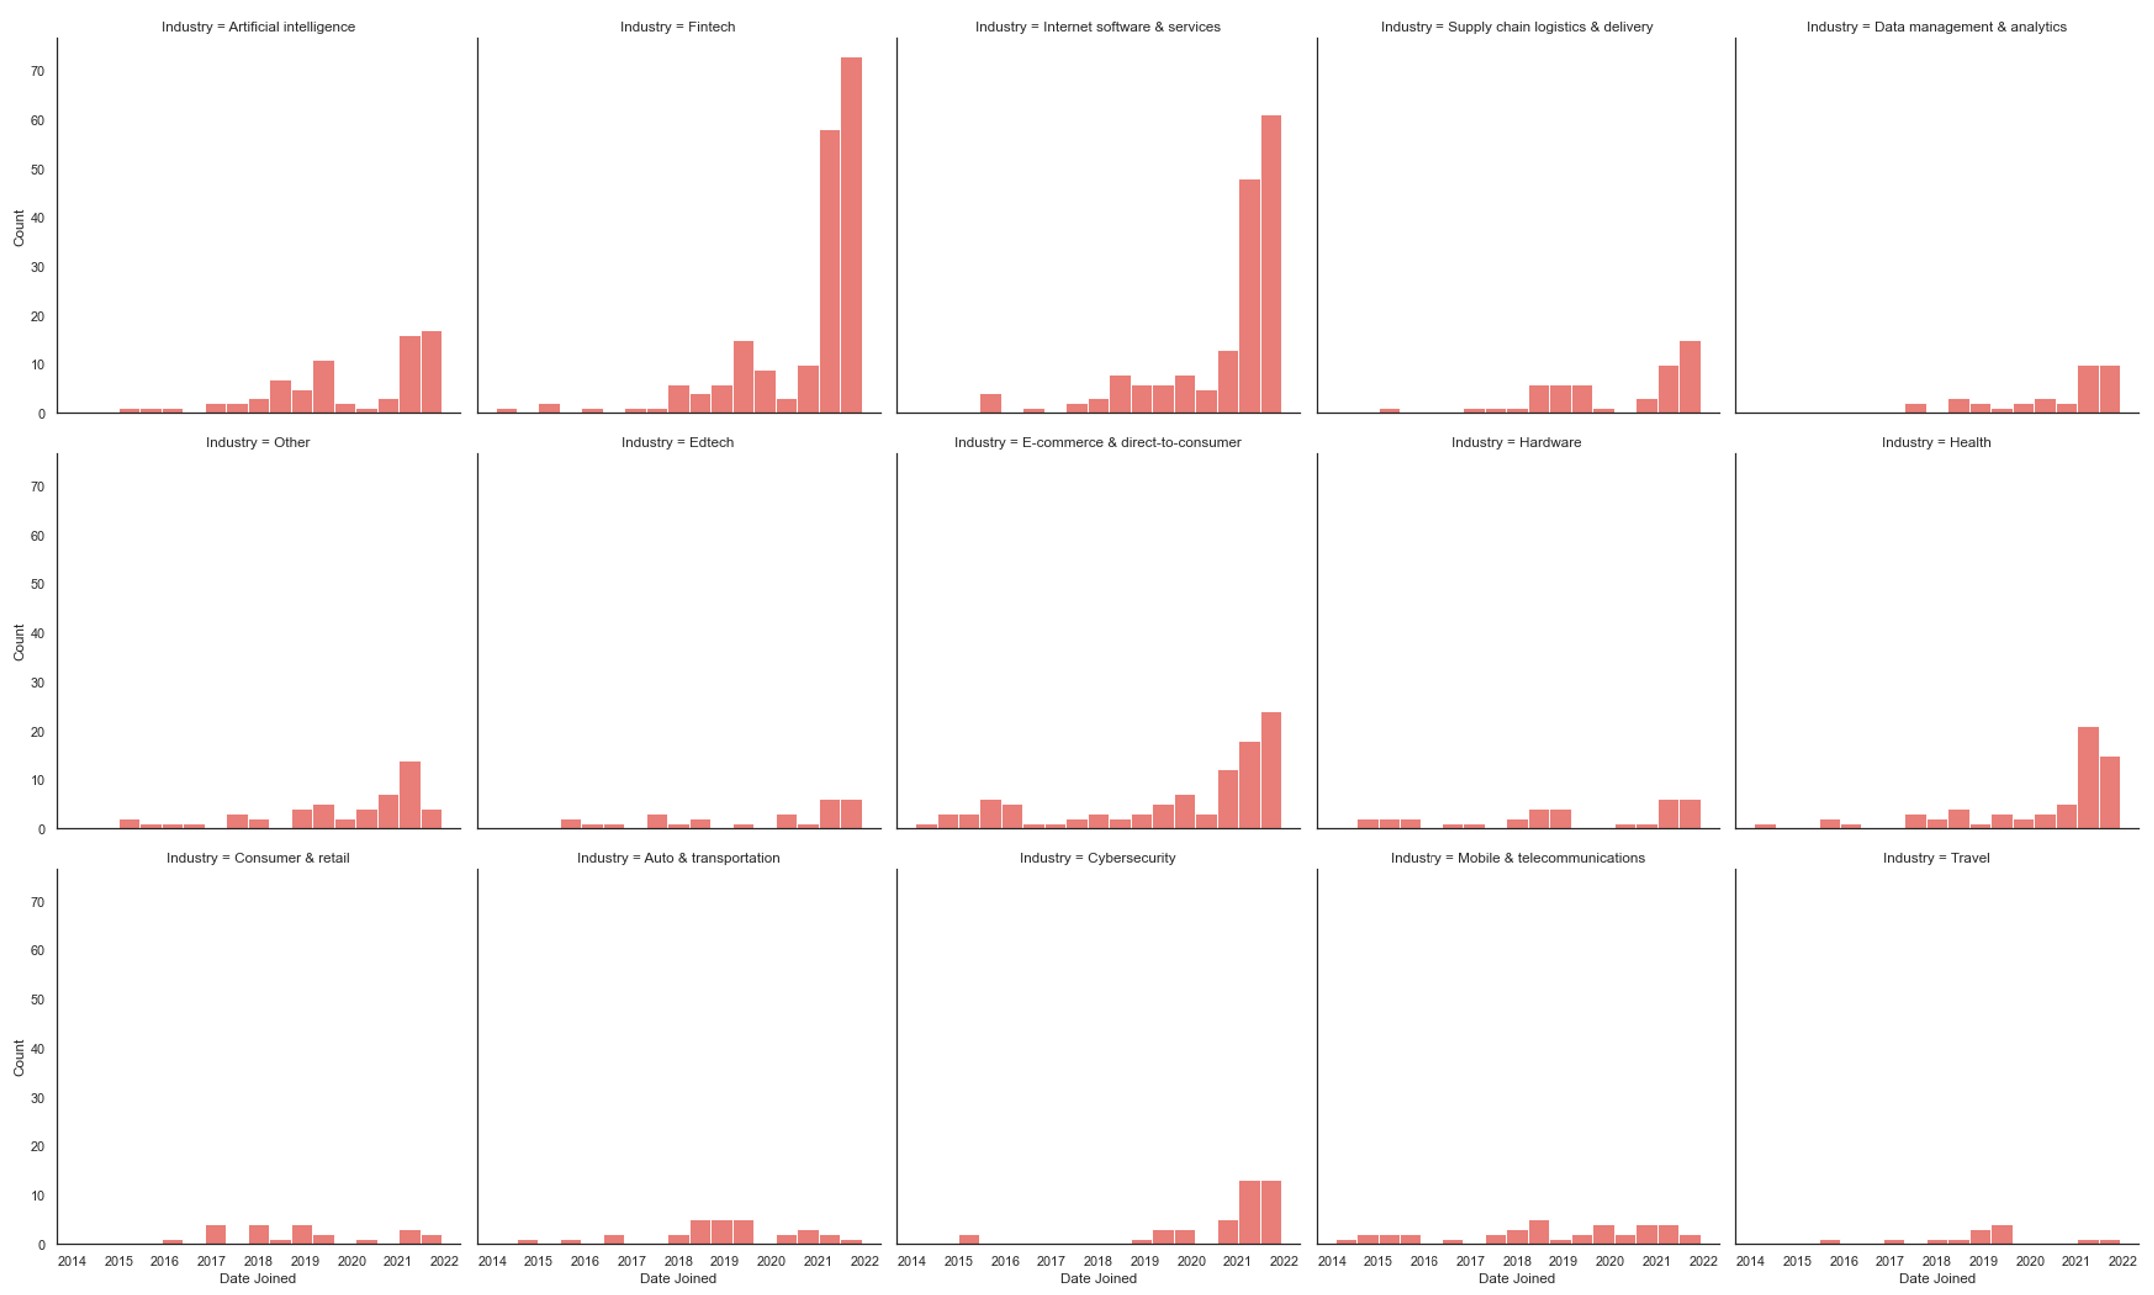 Industry = Artificial intelligence
Industry = Fintech
Industry = Internet software & services
Industry = Supply chain logistics & delivery
Industry = Data management & analytics
Count
70
60
50
40
30
20
10
0
Industry = Other
Industry = Edtech
Industry = E-commerce & direct-to-consumer
Industry = Hardware
Industry = Health
Count
70
60
50
40
30
20
10
0
Industry = Consumer & retail
Industry = Auto & transportation
Industry = Cybersecurity
Industry = Mobile & telecommunications
Industry = Travel
Count
70
60
50
40
30
20
10
0
2014 2015 2016 2017 2018 2019 2020 2021 2022
Date Joined
2014 2015 2016 2017 2018 2019 2020 2021 2022
Date Joined
2014 2015 2016 2017 2018 2019 2020 2021 2022
Date Joined
2014 2015 2016 2017 2018 2019 2020 2021 2022
Date Joined
2014 2015 2016 2017 2018 2019 2020 2021 2022
Date Joined